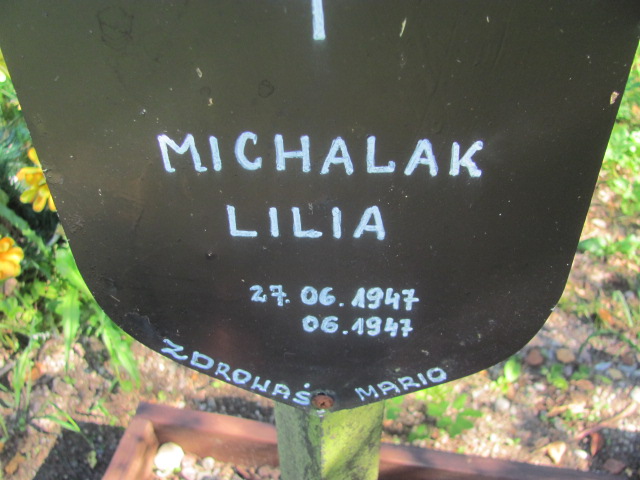 MICHALAK
LILIA
27.06.1947
06.1947
ZDROWAŚ MARIO